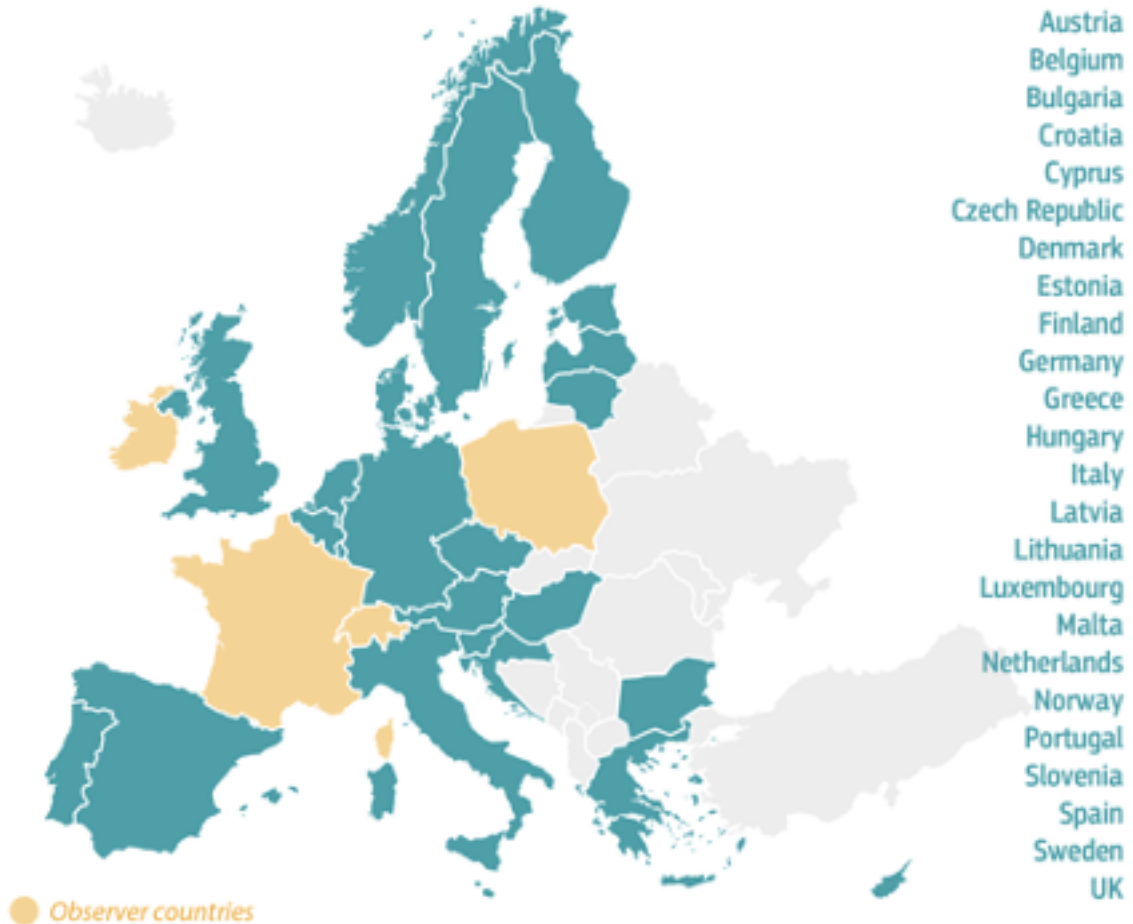 Austria
Belgium
Bulgaria
Croatia
Cyprus
Czech Republic
Denmark
Estonia
Finland
Germany
Greece
Hungary
Italy
Latvia
Lithuania
Luxembourg
Malta
Netherlands
Norway
Portugal
Slovenia
Spain
Sweden
UK
Observer countries